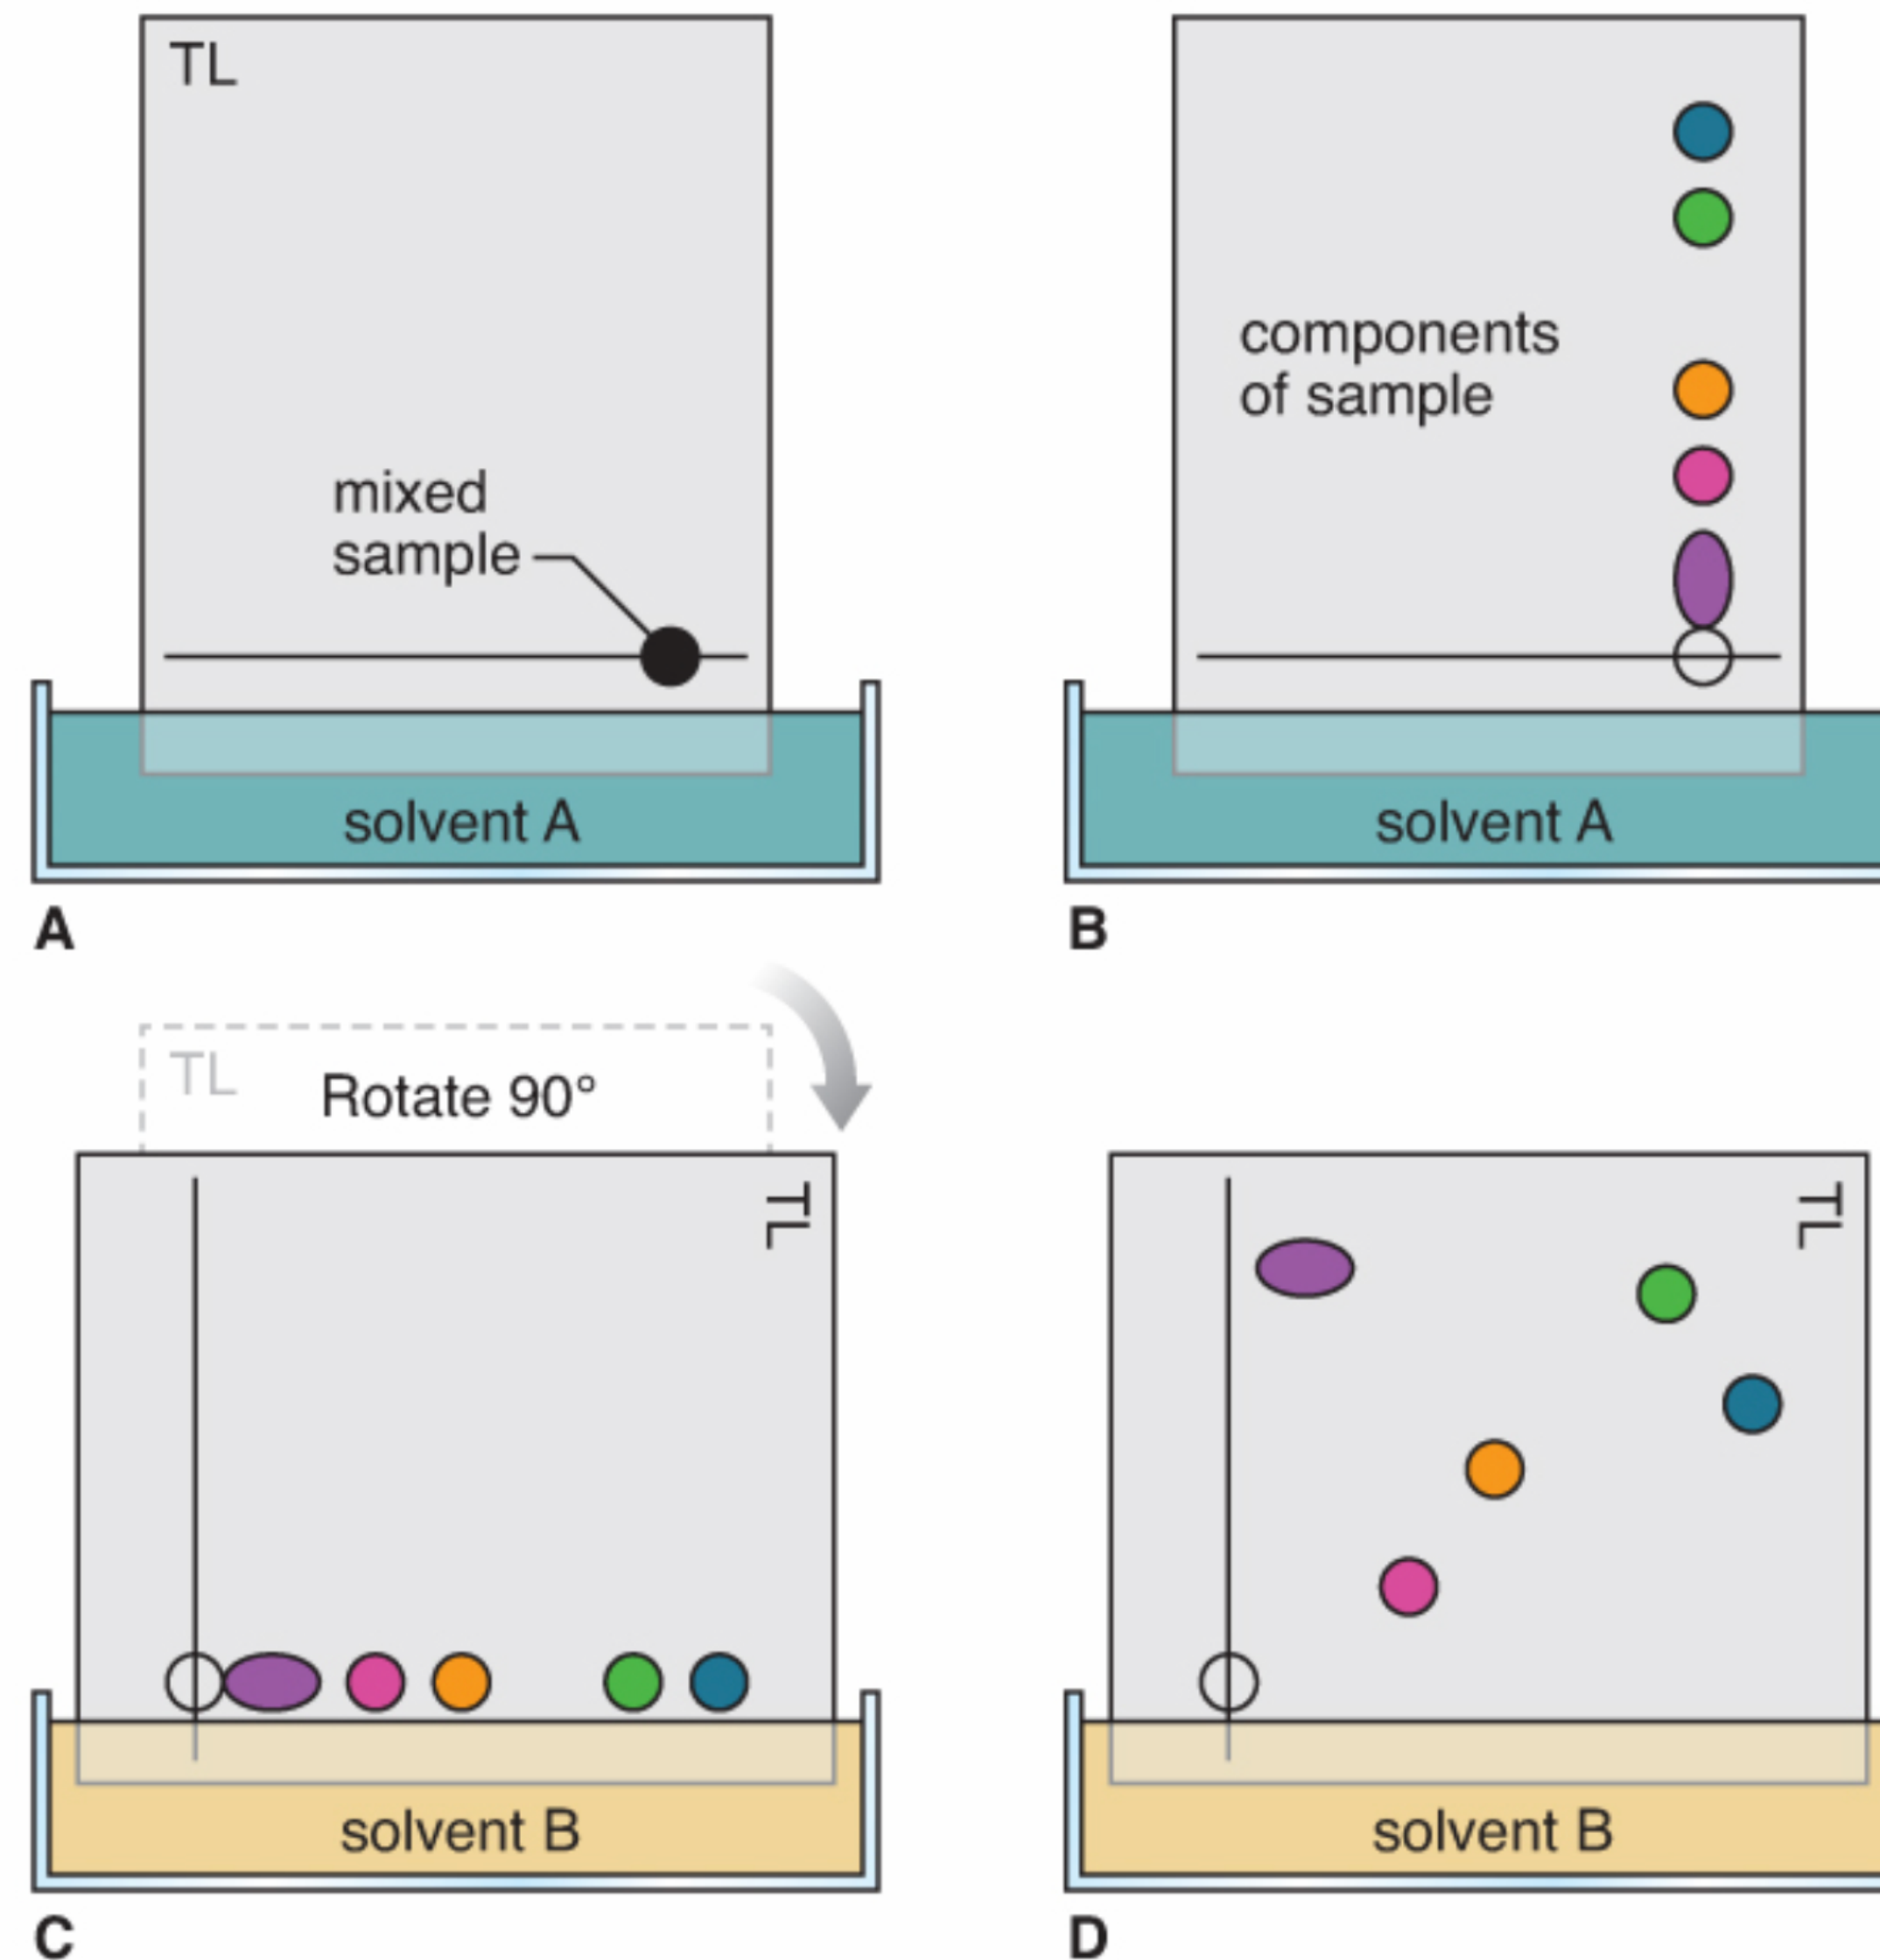 TL
mixed
sample
solvent A
A
components
of sample
solvent A
B
TL
Rotate 90°
TL
solvent B
C
TL
solvent B
D